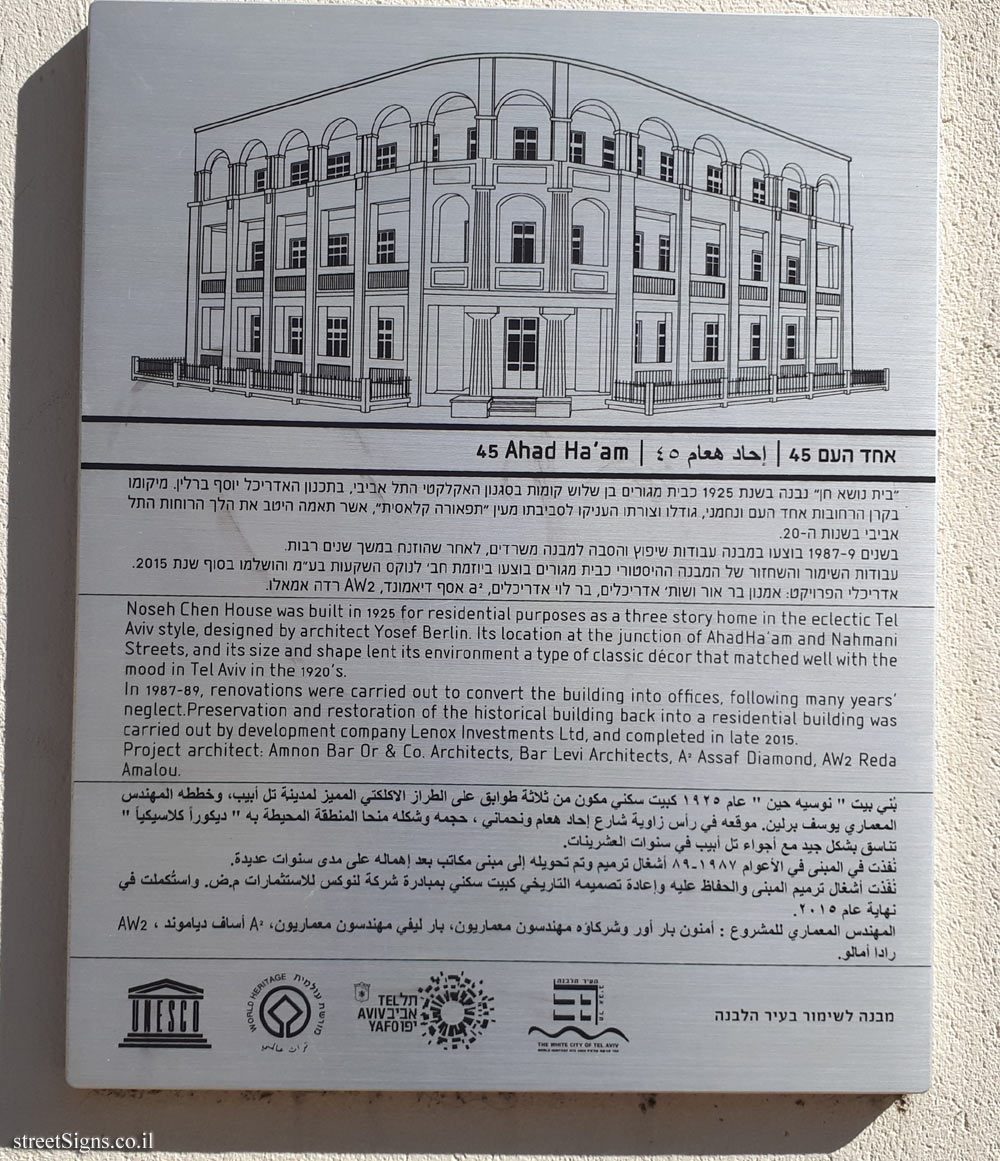 אחד העם 45 | إحاد هعام ٤٥ | 45 Ahad Ha'am
"בית נושא חן" נבנה בשנת 1925 כבית מגורים בן שלוש קומות בסגנון האקלקטי התל אביבי, בתכנון האדריכל יוסף ברלין. מיקומו
בקרן הרחובות אחד העם ונחמני, גודלו וצורתו העניקו לסביבתו מעין "תפאורה קלאסית", אשר תאמה היטב את הלך הרוחות התל
אביבי בשנות ה-20.
בשנים 1987-9 בוצעו במבנה עבודות שיפוץ והסבה למבנה משרדים, לאחר שהוזנח במשך שנים רבות.
עבודות השימור והשחזור של המבנה ההיסטורי כבית מגורים בוצעו ביוזמת חב' לנוקס השקעות בע"מ והושלמו בסוף שנת 2015.
אדריכלי הפרויקט: אמנון בר אור ושות' אדריכלים, בר לוי אדריכלים, a² אסף דיאמונד, AW2 רדה אמאלו.
Noseh Chen House was built in 1925 for residential purposes as a three story home in the eclectic Tel
Aviv style, designed by architect Yosef Berlin. Its location at the junction of AhadHa'am and Nahmani
Streets, and its size and shape lent its environment a type of classic décor that matched well with the
mood in Tel Aviv in the 1920's.
In 1987-89, renovations were carried out to convert the building into offices, following many years'
neglect.Preservation and restoration of the historical building back into a residential building was
carried out by development company Lenox Investments Ltd, and completed in late 2015.
Project architect: Amnon Bar Or & Co. Architects, Bar Levi Architects, A² Assaf Diamond, AW2 Reda
Amalou.
بُني بيت " نوسيه حين " عام ١٩٢٥ كبيت سكني مكون من ثلاثة طوابق على الطراز الاكلكتي المميز لمدينة تل أبيب، وخططه المهندس
المعماري يوسف برلين. موقعه في رأس زاوية شارع إحاد هعام ونحماني ، حجمه وشكله منحا المنطقة المحيطة به " ديكوراً كلاسيكياً "
تناسق بشكل جيد مع أجواء تل أبيب في سنوات العشرينات.
نُفذت في المبنى في الأعوام ١٩٨٧-٨٩ أشغال ترميم وتم تحويله إلى مبنى مكاتب بعد إهماله على مدى سنوات عديدة.
نُفذت أشغال ترميم المبنى والحفاظ عليه وإعادة تصميمه التاريخي كبيت سكني بمبادرة شركة لنوكس للاستثمارات م.ض. واستُكملت في
نهاية عام ٢٠١٥.
المهندس المعماري للمشروع : أمنون بار أور وشركاؤه مهندسون معماريون، بار ليفي مهندسون معماريون، A² أساف دياموند ، AW2
رادا أمالو.
UNESCO
WORLD HERITAGE מורשת עולמית
תל TEL
אביב AVIV
יפו YAFO
העיר הלבנה
תל אביב
THE WHITE CITY OF TEL AVIV
מבנה לשימור בעיר הלבנה
streetSigns.co.il